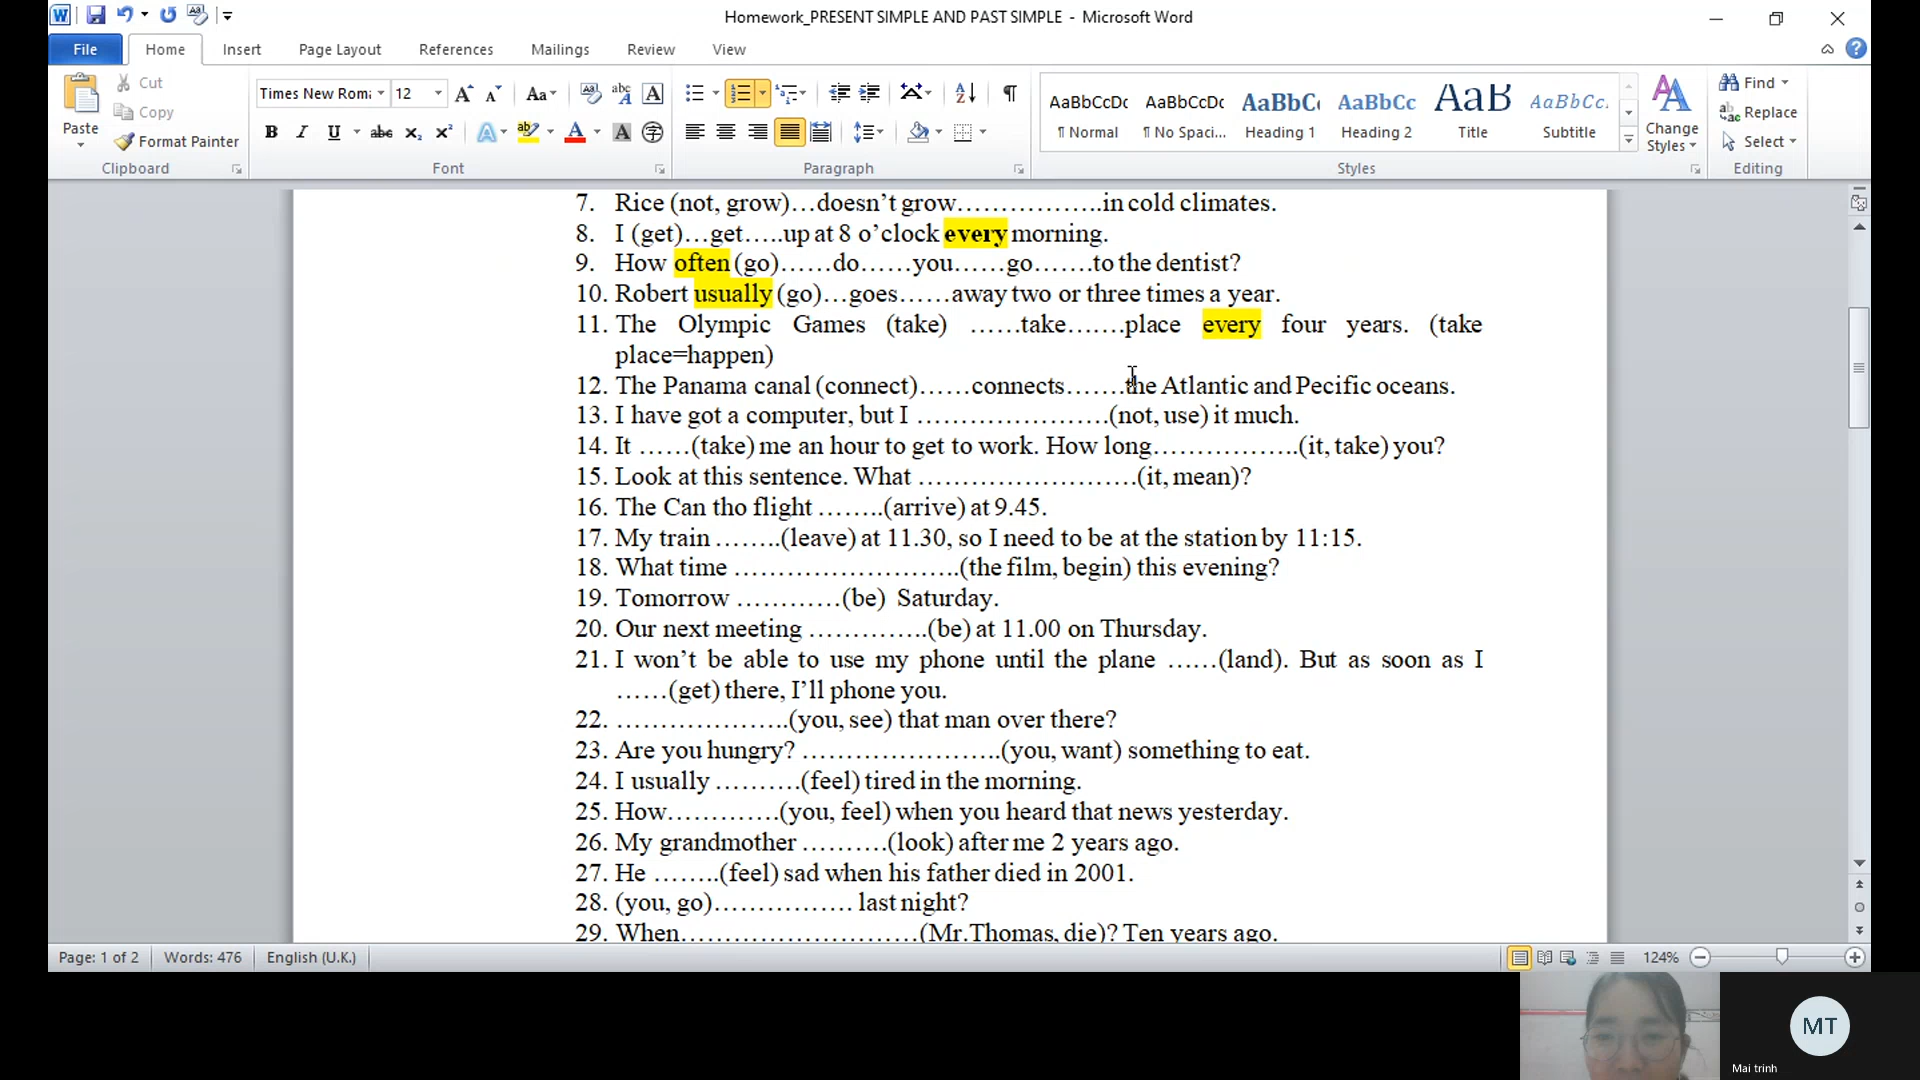 Homework_PRESENT SIMPLE AND PAST SIMPLE - Microsoft Word
File Home Insert Page Layout References Mailings Review View
Cut
Copy
Format Painter
Paste
Times New Roma 12
AaBbCcDc AaBbCcDc AaBbC AaBbCc AaB AaBbCc.
¶ Normal ¶ No Spaci... Heading 1 Heading 2 Title Subtitle
Change Styles
Find
Replace
Select
Clipboard Font Paragraph Styles Editing
7. Rice (not, grow)…doesn’t grow……………..in cold climates.
8. I (get)…get…..up at 8 o’clock every morning.
9. How often (go)……do……you……go…….to the dentist?
10. Robert usually (go)…goes……away two or three times a year.
11. The Olympic Games (take) ……take…….place every four years. (take
place=happen)
12. The Panama canal (connect)……connects…….the Atlantic and Pecific oceans.
13. I have got a computer, but I ………………….(not, use) it much.
14. It ……(take) me an hour to get to work. How long……………..(it, take) you?
15. Look at this sentence. What …………………….(it, mean)?
16. The Can tho flight ……..(arrive) at 9.45.
17. My train ……..(leave) at 11.30, so I need to be at the station by 11:15.
18. What time ……………………..(the film, begin) this evening?
19. Tomorrow …………(be) Saturday.
20. Our next meeting …………..(be) at 11.00 on Thursday.
21. I won’t be able to use my phone until the plane ……(land). But as soon as I
……(get) there, I’ll phone you.
22. ………………..(you, see) that man over there?
23. Are you hungry? …………………..(you, want) something to eat.
24. I usually ……….(feel) tired in the morning.
25. How………….(you, feel) when you heard that news yesterday.
26. My grandmother ……….(look) after me 2 years ago.
27. He ……..(feel) sad when his father died in 2001.
28. (you, go)…………… last night?
29. When………………………(Mr.Thomas, die)? Ten years ago.
Page: 1 of 2 Words: 476 English (U.K.) 124%
MT
Mai trinh